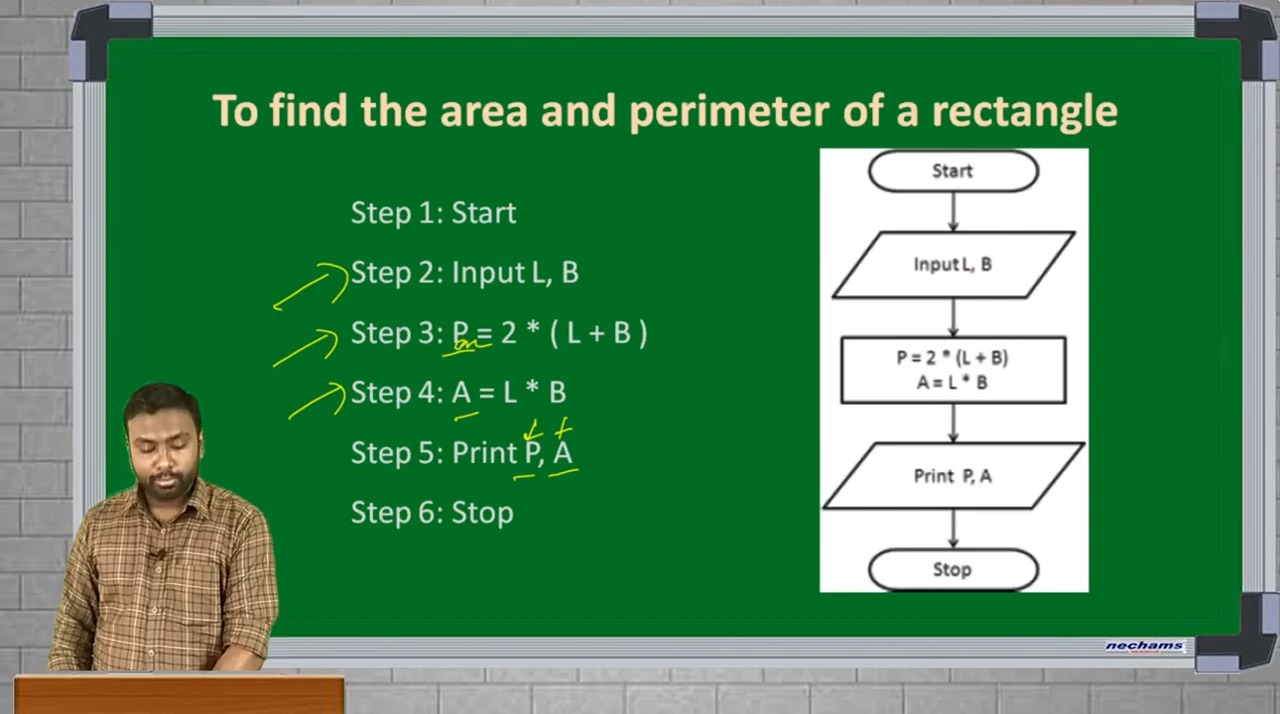 To find the area and perimeter of a rectangle
Step 1: Start
Step 2: Input L, B
Step 3: P = 2 * ( L + B )
Step 4: A = L * B
Step 5: Print P, A
Step 6: Stop
Start
Input L, B
P = 2 * (L + B)
A = L * B
Print P, A
Stop
nechams